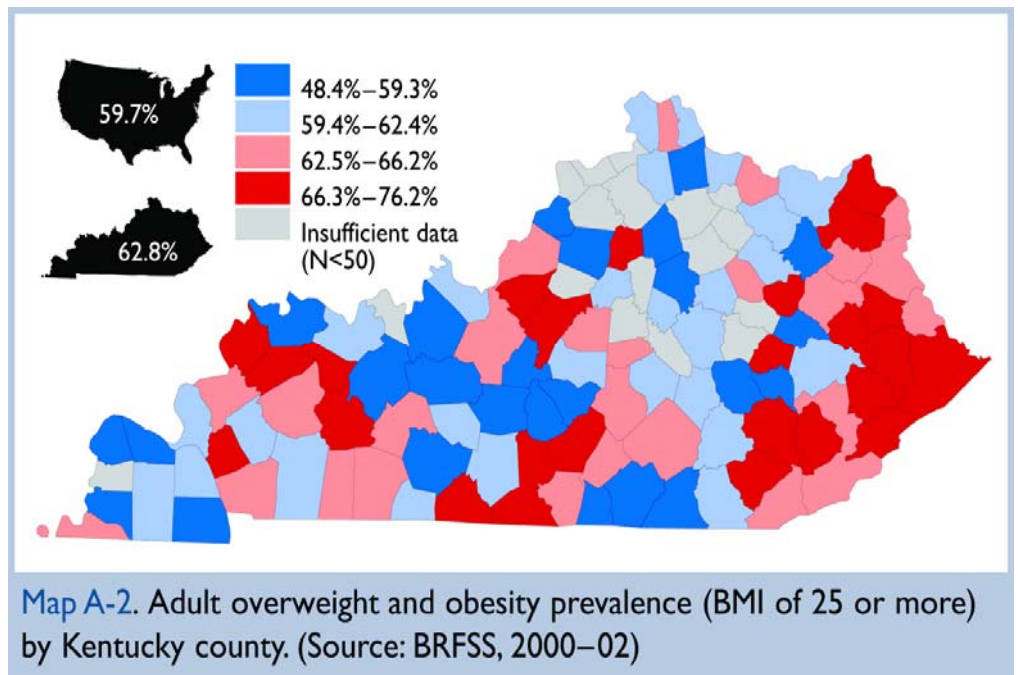 59.7%
62.8%
48.4%–59.3%
59.4%–62.4%
62.5%–66.2%
66.3%–76.2%
Insufficient data
(N<50)
Map A-2. Adult overweight and obesity prevalence (BMI of 25 or more)
by Kentucky county. (Source: BRFSS, 2000–02)